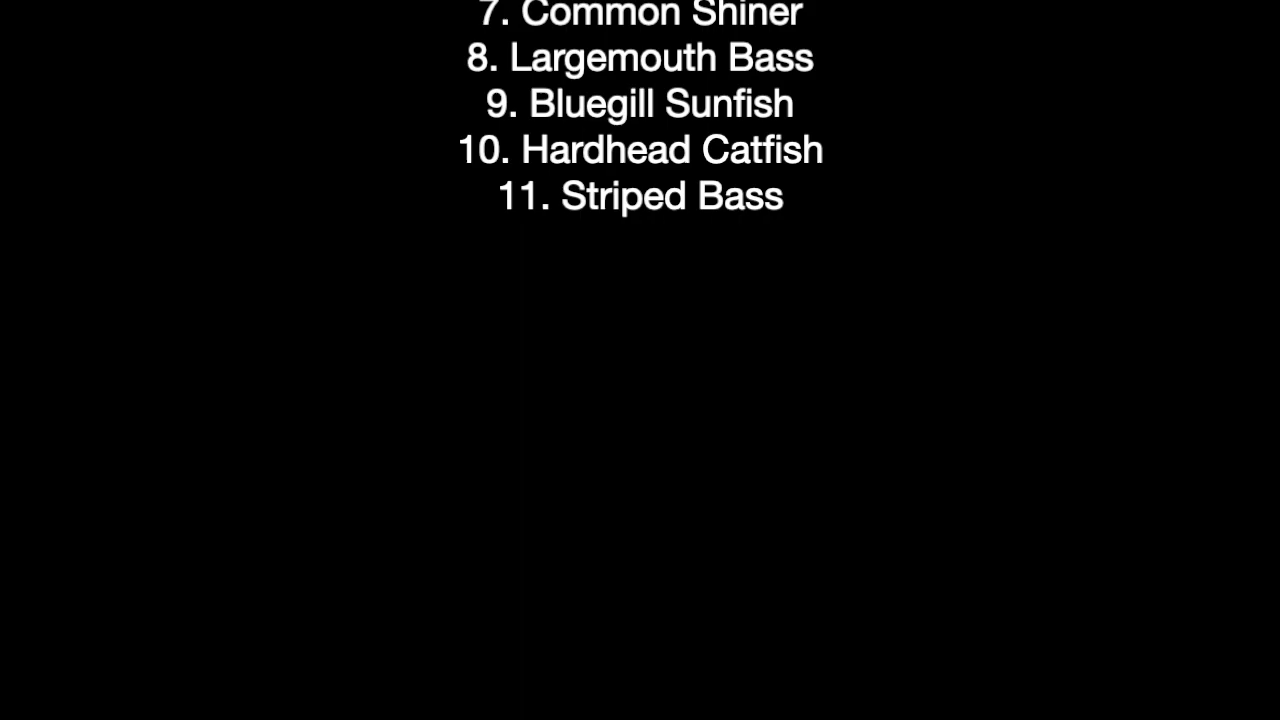 7. Common Shiner
8. Largemouth Bass
9. Bluegill Sunfish
10. Hardhead Catfish
11. Striped Bass